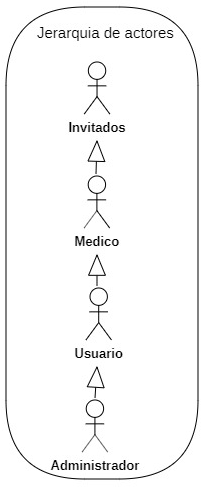 Jerarquia de actores
Invitados
Medico
Usuario
Administrador